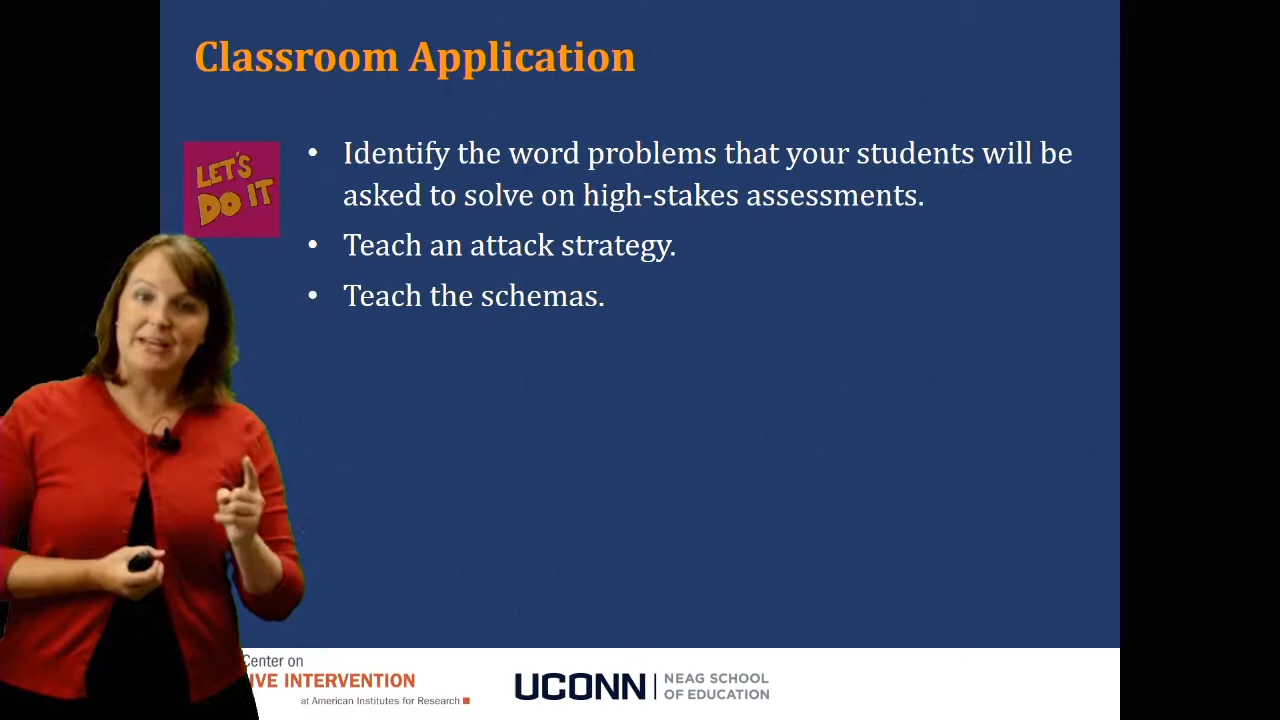 Classroom Application
LET'S
DO IT
• Identify the word problems that your students will be
asked to solve on high-stakes assessments.
• Teach an attack strategy.
• Teach the schemas.
Center on
IVE INTERVENTION
at American Institutes for Research
UCONN
NEAG SCHOOL
OF EDUCATION